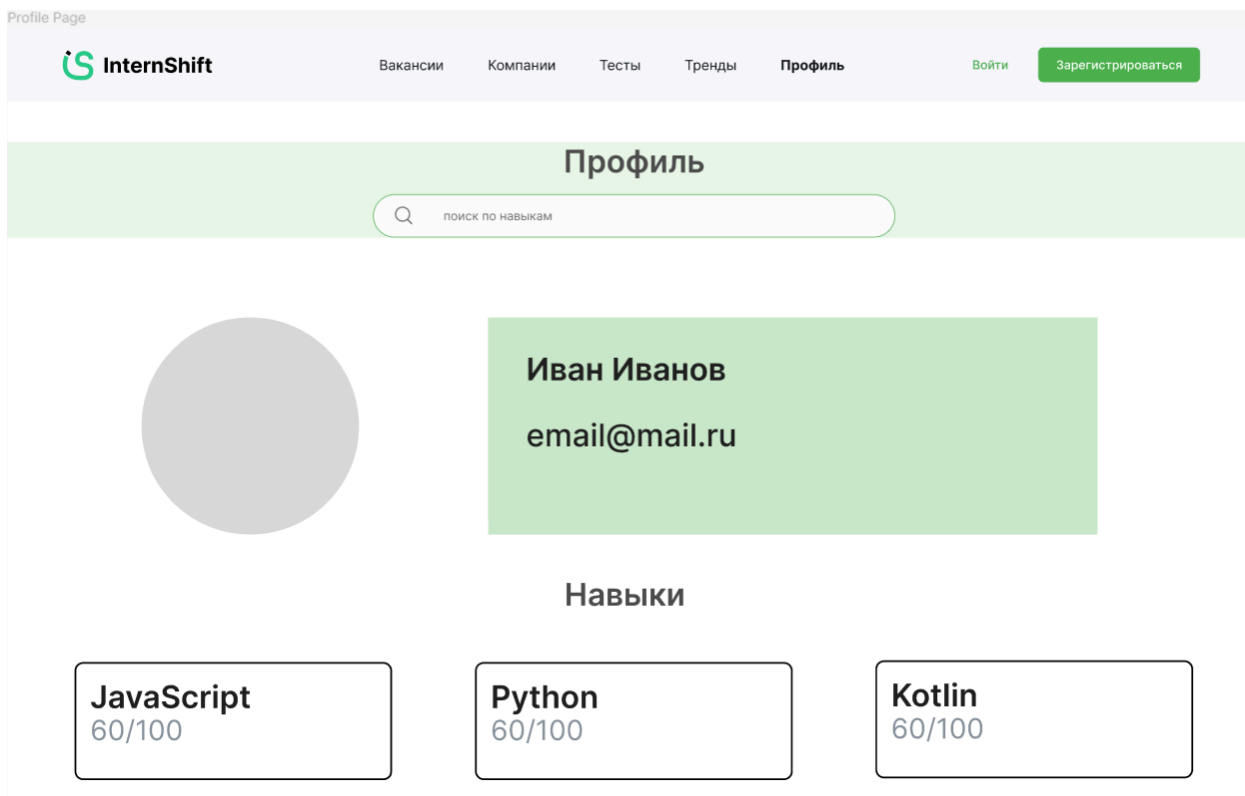 Profile Page
InternShift Вакансии Компании Тесты Тренды Профиль Войти Зарегистрироваться
Профиль
поиск по навыкам
Иван Иванов
email@mail.ru
Навыки
JavaScript
60/100
Python
60/100
Kotlin
60/100